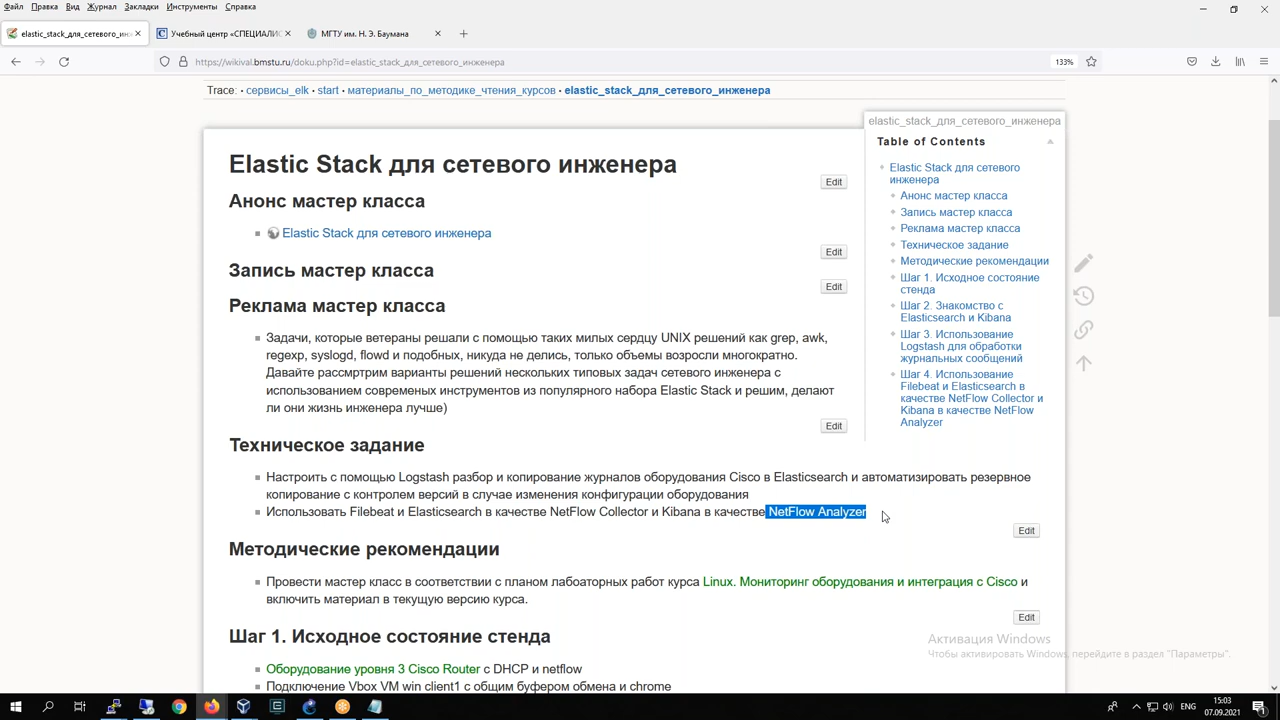 Файл Правка Вид Журнал Закладки Инструменты Справка
elastic_stack_для_сетевого_инж
Учебный центр «СПЕЦИАЛИС
МГТУ им. Н. Э. Баумана
https://wikival.bmstu.ru/doku.php?id=elastic_stack_для_сетевого_инженера
133%
Trace: • сервисы_elk • start • материалы_по_методике_чтения_курсов • elastic_stack_для_сетевого_инженера
elastic_stack_для_сетевого_инженера
Table of Contents
Elastic Stack для сетевого
инженера
Анонс мастер класса
Запись мастер класса
Реклама мастер класса
Техническое задание
Методические рекомендации
Шаг 1. Исходное состояние
стенда
Шаг 2. Знакомство с
Elasticsearch и Kibana
Шаг 3. Использование
Logstash для обработки
журнальных сообщений
Шаг 4. Использование
Filebeat и Elasticsearch в
качестве NetFlow Collector и
Kibana в качестве NetFlow
Analyzer
Elastic Stack для сетевого инженера
Edit
Анонс мастер класса
Elastic Stack для сетевого инженера
Edit
Запись мастер класса
Edit
Реклама мастер класса
Задачи, которые ветераны решали с помощью таких милых сердцу UNIX решений как grep, awk,
regexp, syslogd, flowd и подобных, никуда не делись, только объемы возросли многократно.
Давайте рассмртрим варианты решений нескольких типовых задач сетевого инженера с
использованием современых инструментов из популярного набора Elastic Stack и решим, делают
ли они жизнь инженера лучше)
Edit
Техническое задание
Настроить с помощью Logstash разбор и копирование журналов оборудования Cisco в Elasticsearch и автоматизировать резервное
копирование с контролем версий в случае изменения конфигурации оборудования
Использовать Filebeat и Elasticsearch в качестве NetFlow Collector и Kibana в качестве NetFlow Analyzer
Edit
Методические рекомендации
Провести мастер класс в соответствии с планом лабоаторных работ курса Linux. Мониторинг оборудования и интеграция с Cisco и
включить материал в текущую версию курса.
Edit
Шаг 1. Исходное состояние стенда
Оборудование уровня 3 Cisco Router с DHCP и netflow
Подключение Vbox VM win client1 с общим буфером обмена и chrome
Активация Windows
Чтобы активировать Windows, перейдите в раздел "Параметры".
ENG
15:03
07.09.2021